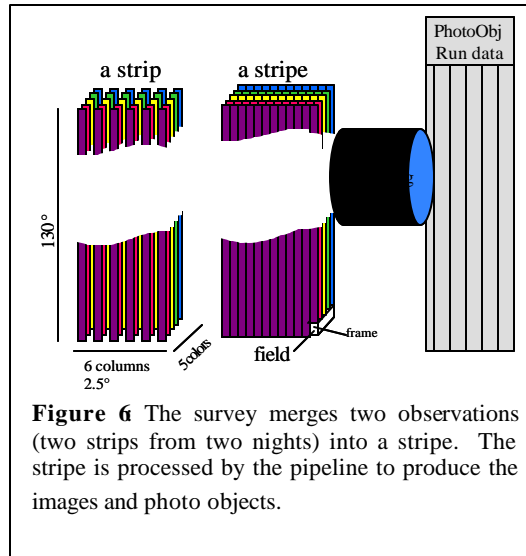 PhotoObj
Run data
a strip
a stripe
130°
5 colors
frame
field
6 columns
2.5°
Figure 6: The survey merges two observations
(two strips from two nights) into a stripe. The
stripe is processed by the pipeline to produce the
images and photo objects.